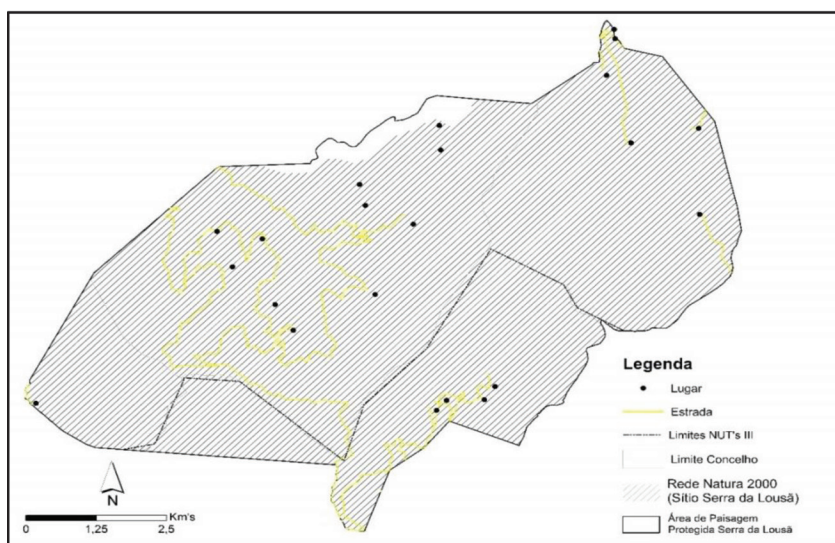 Legenda
Lugar
Estrada
Limites NUT's III
Limite Concelho
Rede Natura 2000
(Sítio Serra da Lousã)
Área de Paisagem
Protegida Serra da Lousã
N
Km's
0 1,25 2,5